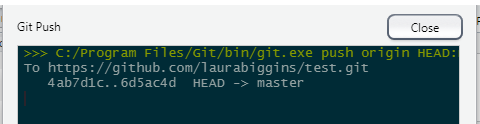 Git Push
Close
>>> C:/Program Files/Git/bin/git.exe push origin HEAD:
To https://github.com/laurabiggins/test.git
4ab7d1c..6d5ac4d  HEAD -> master